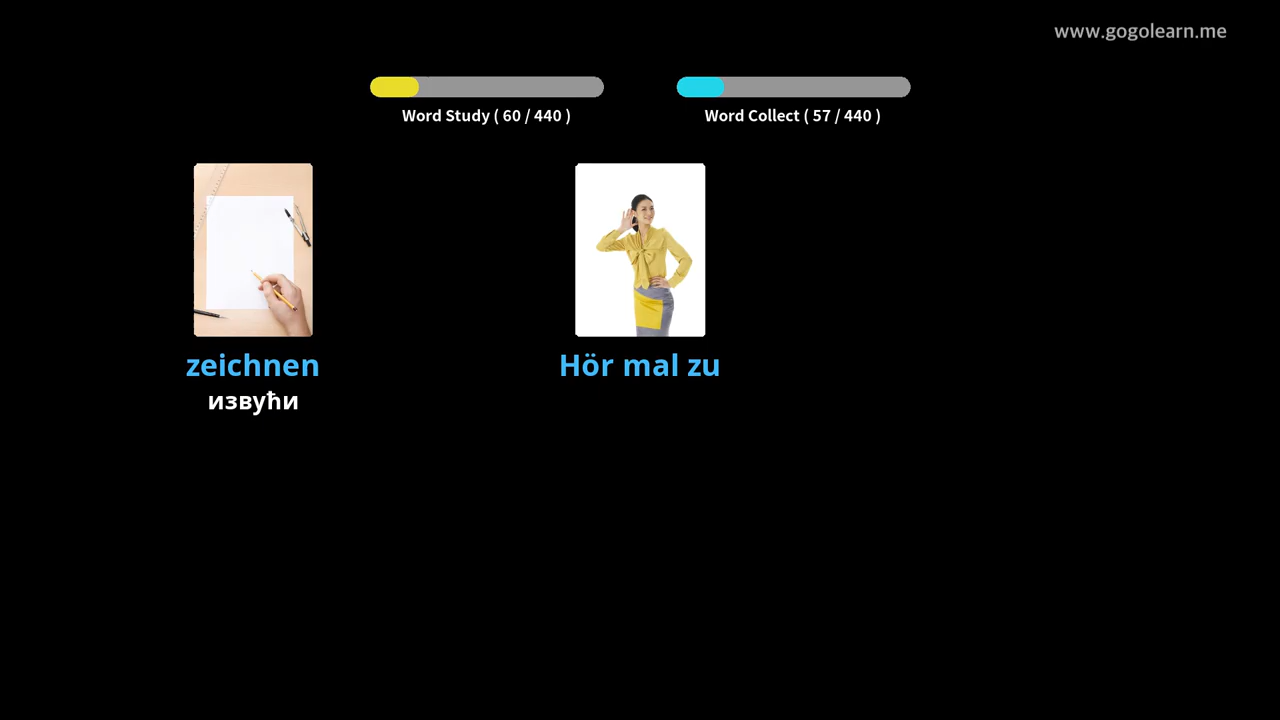 www.gogolearn.me
Word Study ( 60 / 440 )
Word Collect ( 57 / 440 )
zeichnen
извући
Hör mal zu